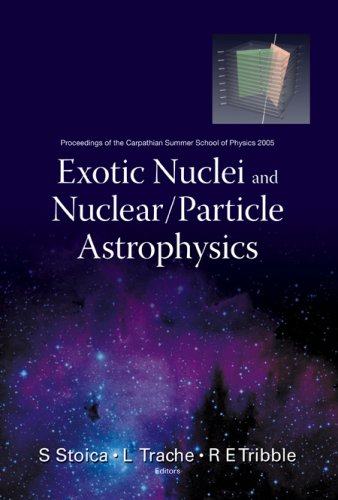 Proceedings of the Carpathian Summer School of Physics 2005
Exotic Nuclei and
Nuclear/Particle
Astrophysics
S Stoica • L Trache • R E Tribble
Editors